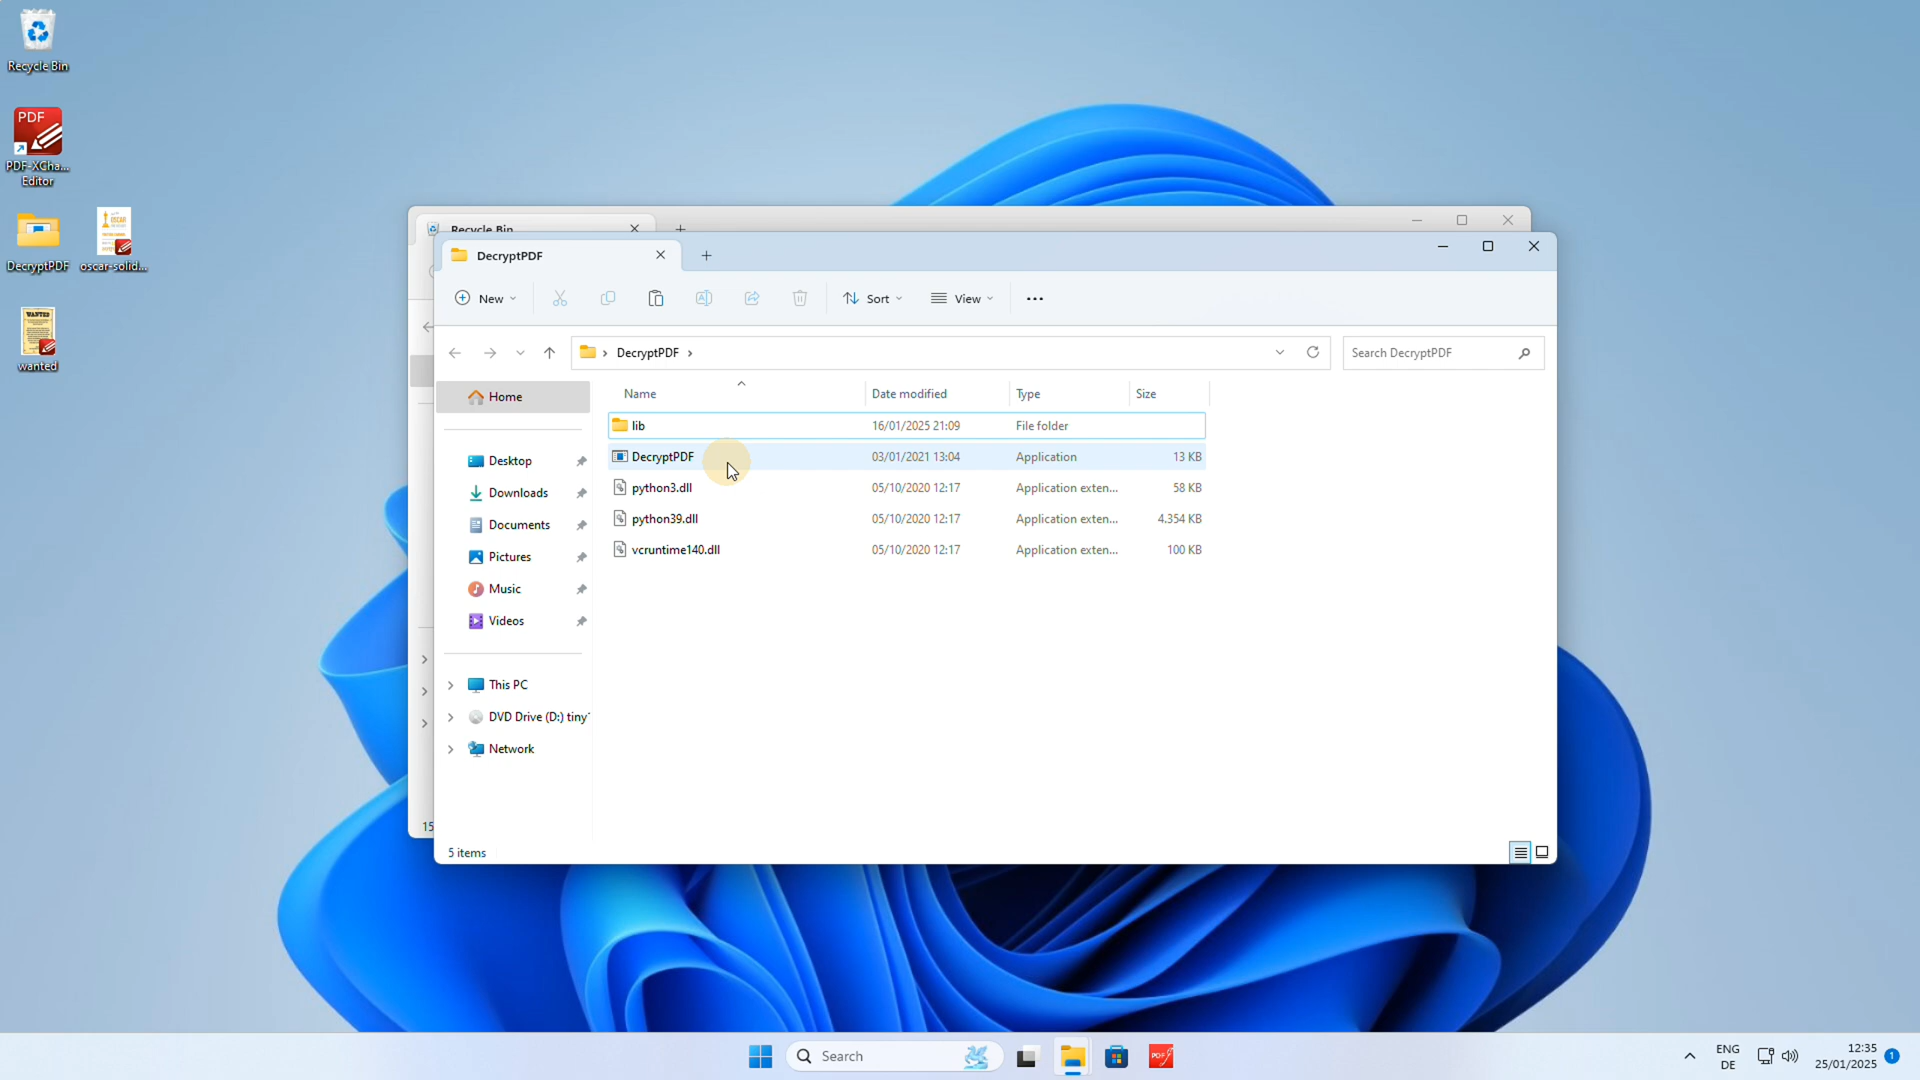 Recycle Bin
PDF
PDF-XCha...
Editor
DecryptPDF
oscar-solid...
WANTED
wanted
Recycle Bin
DecryptPDF
New
Sort
View
DecryptPDF
Search DecryptPDF
Name
Date modified
Type
Size
Home
lib
16/01/2025 21:09
File folder
DecryptPDF
03/01/2021 13:04
Application
13 KB
Desktop
python3.dll
05/10/2020 12:17
Application exten...
58 KB
Downloads
python39.dll
05/10/2020 12:17
Application exten...
4.354 KB
Documents
vcruntime140.dll
05/10/2020 12:17
Application exten...
100 KB
Pictures
Music
Videos
This PC
DVD Drive (D:) tiny
Network
15
5 items
Search
PDF
ENG
DE
12:35
25/01/2025
1